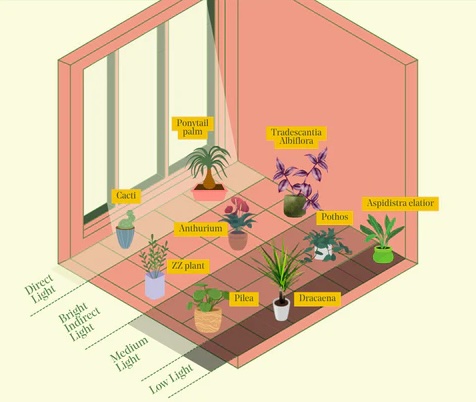 Ponytail
palm
Tradescantia
Albiflora
Cacti
Aspidistra elatior
Pothos
Anthurium
ZZ plant
Pilea
Dracaena
Direct
Light
Bright
Indirect
Light
Medium
Light
Low Light